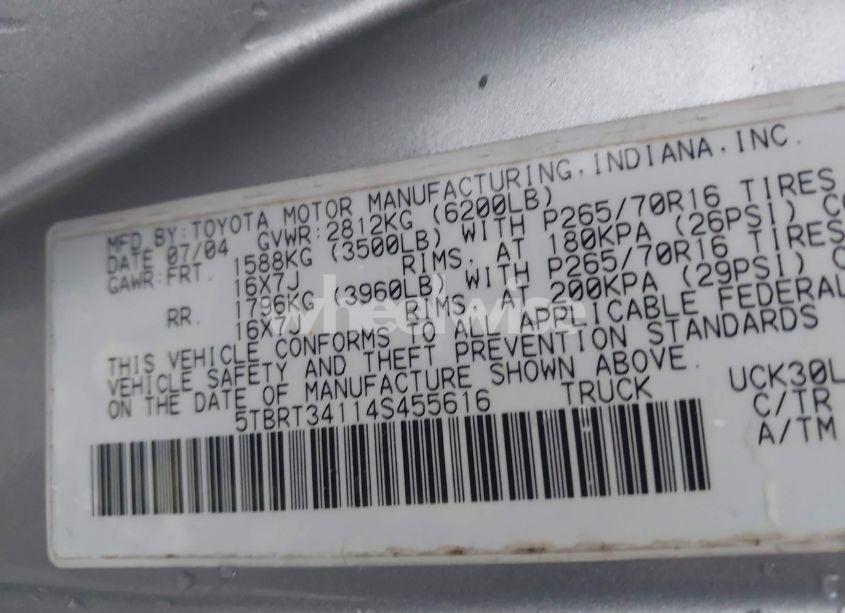 MFD BY: TOYOTA MOTOR MANUFACTURING, INDIANA, INC.
DATE 07/04 GVWR: 2812KG (6200LB)
GAWR: FRT. 1588KG (3500LB) WITH P265/70R16 TIRES
16X7J RIMS, AT 180KPA (26PSI)
RR. 1796KG (3960LB) WITH P265/70R16 TIRES
16X7J RIMS, AT 200KPA (29PSI)
THIS VEHICLE CONFORMS TO ALL APPLICABLE FEDERAL
VEHICLE SAFETY AND THEFT PREVENTION STANDARDS
ON THE DATE OF MANUFACTURE SHOWN ABOVE.
5TBRT34114S455616 TRUCK UCK30L
C/TR
A/TM
wheelwise